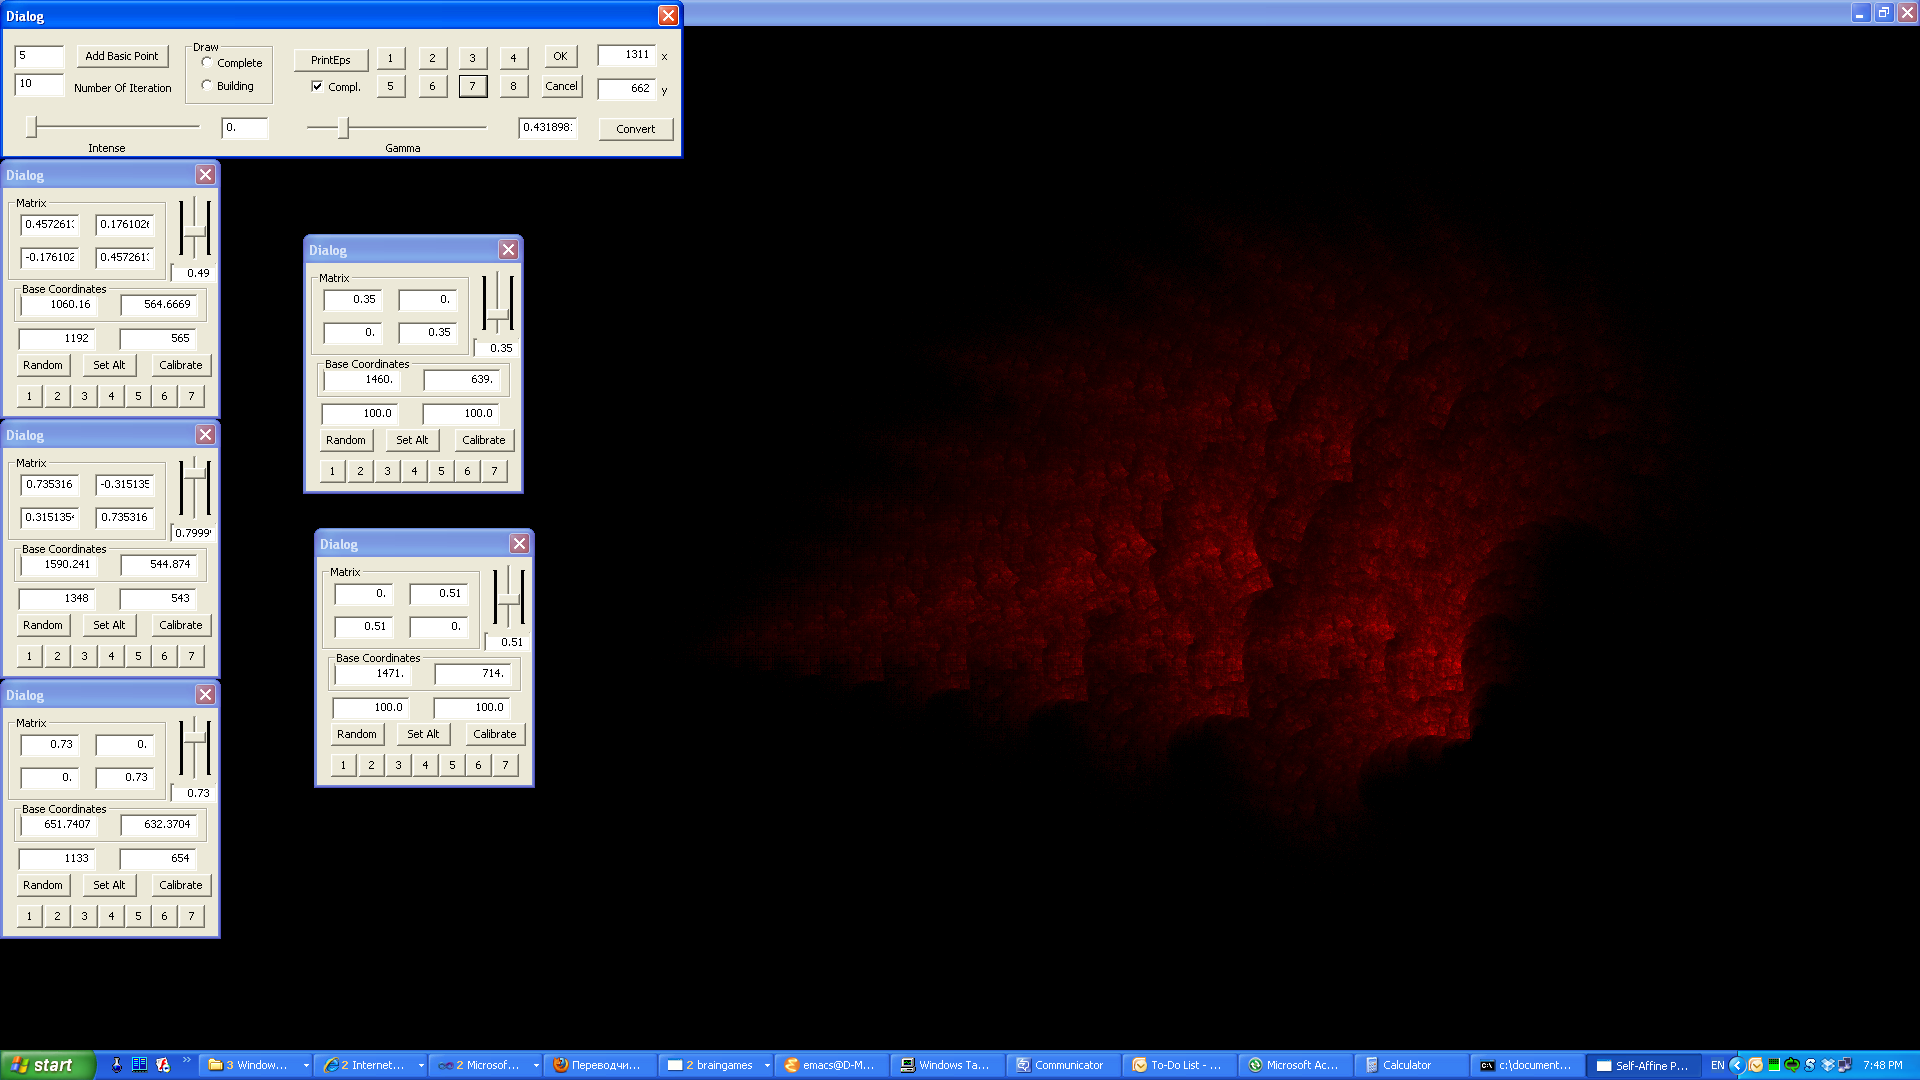 Dialog
5 Add Basic Point Draw Complete PrintEps 1 2 3 4 OK 1311 x
10 Number Of Iteration Building Compl. 5 6 7 8 Cancel 662 y
0. 0.431898 Convert
Intense Gamma
Dialog
Matrix
0.457261 0.176102
-0.176102 0.457261
0.49
Base Coordinates
1060.16 564.6669
1192 565
Random Set Alt Calibrate
1 2 3 4 5 6 7
Dialog
Matrix
0.735316 -0.315135
0.315135 0.735316
0.7999
Base Coordinates
1590.241 544.874
1348 543
Random Set Alt Calibrate
1 2 3 4 5 6 7
Dialog
Matrix
0.73 0.
0. 0.73
0.73
Base Coordinates
651.7407 632.3704
1133 654
Random Set Alt Calibrate
1 2 3 4 5 6 7
Dialog
Matrix
0.35 0.
0. 0.35
0.35
Base Coordinates
1460. 639.
100.0 100.0
Random Set Alt Calibrate
1 2 3 4 5 6 7
Dialog
Matrix
0. 0.51
0.51 0.
0.51
Base Coordinates
1471. 714.
100.0 100.0
Random Set Alt Calibrate
1 2 3 4 5 6 7
start 3 Window... 2 Internet... 2 Microsof... Переводчи... 2 braingames emacs@D-M... Windows Ta... Communicator To-Do List - ... Microsoft Ac... Calculator c:\document... Self-Affine P... EN 7:48 PM